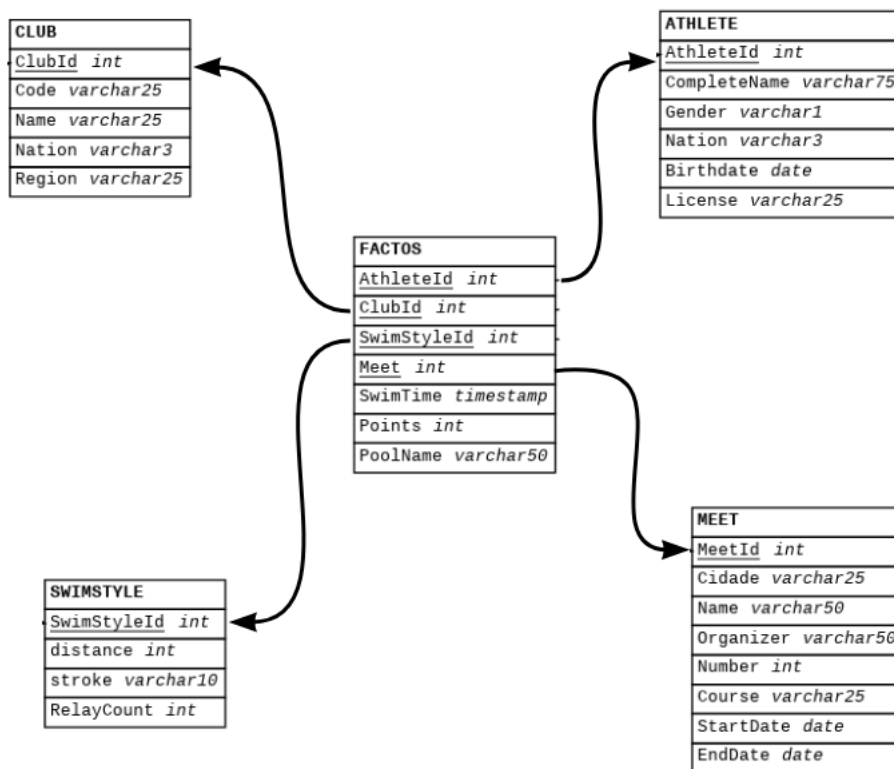 CLUB
ClubId int
Code varchar25
Name varchar25
Nation varchar3
Region varchar25
ATHLETE
AthleteId int
CompleteName varchar75
Gender varchar1
Nation varchar3
Birthdate date
License varchar25
FACTOS
AthleteId int
ClubId int
SwimStyleId int
Meet int
SwimTime timestamp
Points int
PoolName varchar50
SWIMSTYLE
SwimStyleId int
distance int
stroke varchar10
RelayCount int
MEET
MeetId int
Cidade varchar25
Name varchar50
Organizer varchar50
Number int
Course varchar25
StartDate date
EndDate date